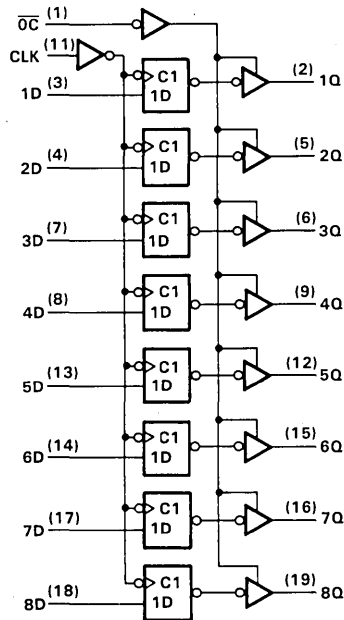 OC (1)
CLK (11)
C1 (2) 1Q
1D (3) 1D
C1 (5) 2Q
2D (4) 1D
C1 (6) 3Q
3D (7) 1D
C1 (9) 4Q
4D (8) 1D
C1 (12) 5Q
5D (13) 1D
C1 (15) 6Q
6D (14) 1D
C1 (16) 7Q
7D (17) 1D
C1 (19) 8Q
8D (18) 1D